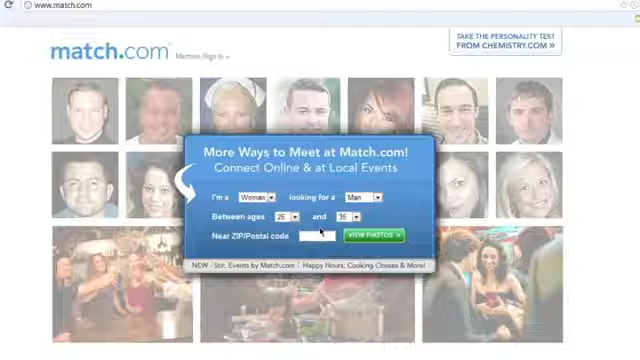 www.match.com
TAKE THE PERSONALITY TEST
FROM CHEMISTRY.COM »
match.com
Member Sign In »
More Ways to Meet at Match.com!
Connect Online & at Local Events
I'm a Woman looking for a Man
Between ages 25 and 35
Near ZIP/Postal code VIEW PHOTOS »
NEW - Stir. Events by Match.com | Happy Hours, Cooking Classes & More!